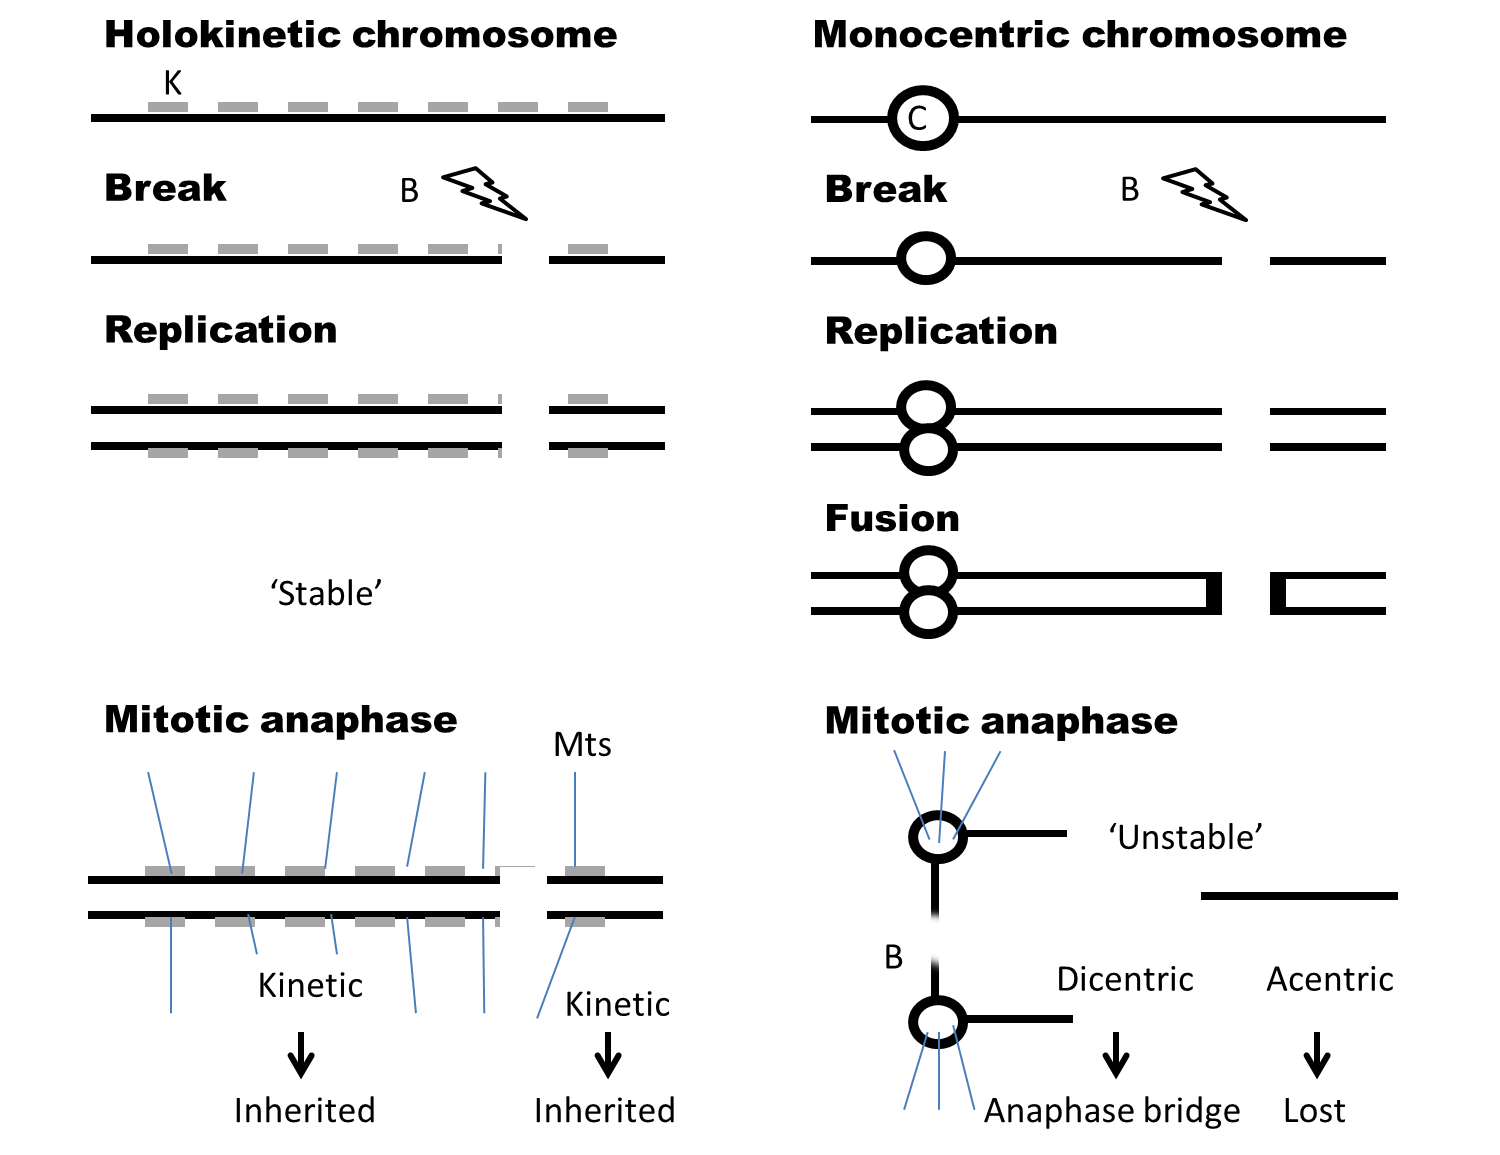 Holokinetic chromosome
K
Break
B
Replication
‘Stable’
Mitotic anaphase
Mts
Kinetic
Kinetic
Inherited
Inherited
Monocentric chromosome
C
Break
B
Replication
Fusion
Mitotic anaphase
‘Unstable’
B
Dicentric
Acentric
Anaphase bridge
Lost